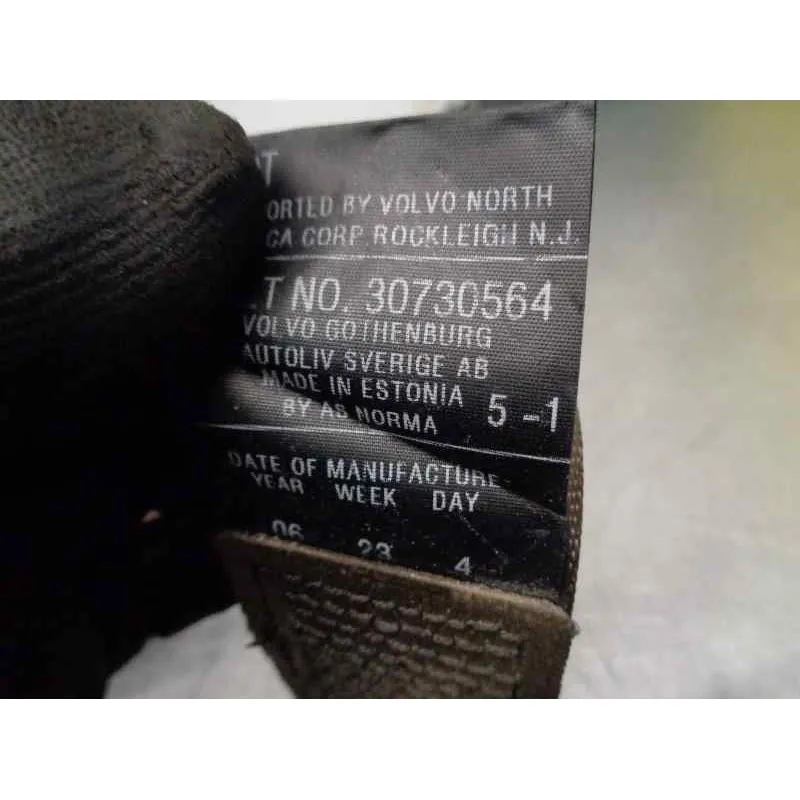 ORTED BY VOLVO NORTH
CA CORP. ROCKLEIGH N.J.
LT NO. 30730564
VOLVO GOTHENBURG
AUTOLIV SVERIGE AB
MADE IN ESTONIA
BY AS NORMA 5-1
DATE OF MANUFACTURE
YEAR WEEK DAY
06 23 4